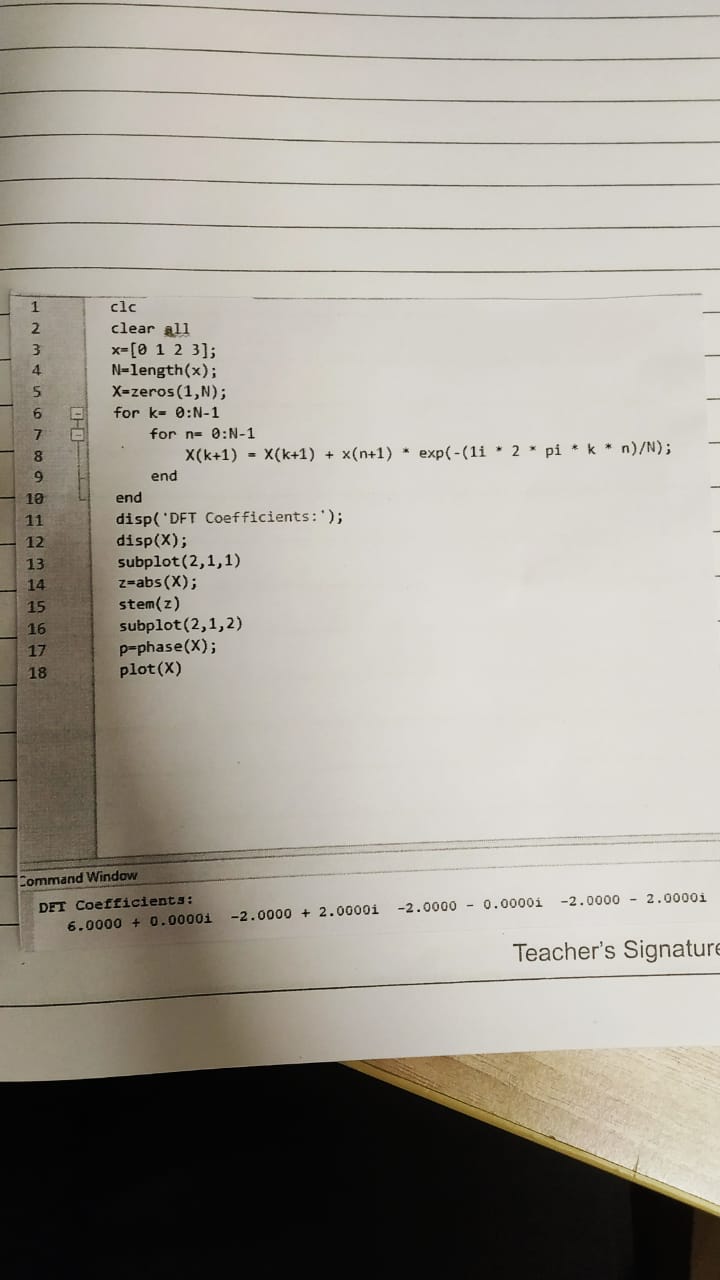 1 clc
2 clear all
3 x=[0 1 2 3];
4 N=length(x);
5 X=zeros(1,N);
6 for k= 0:N-1
7 for n= 0:N-1
8 X(k+1) = X(k+1) + x(n+1) * exp(-(1i * 2 * pi * k * n)/N);
9 end
10 end
11 disp('DFT Coefficients:');
12 disp(X);
13 subplot(2,1,1)
14 z=abs(X);
15 stem(z)
16 subplot(2,1,2)
17 p=phase(X);
18 plot(X)
Command Window
DFT Coefficients:
6.0000 + 0.0000i -2.0000 + 2.0000i -2.0000 - 0.0000i -2.0000 - 2.0000i
Teacher's Signature